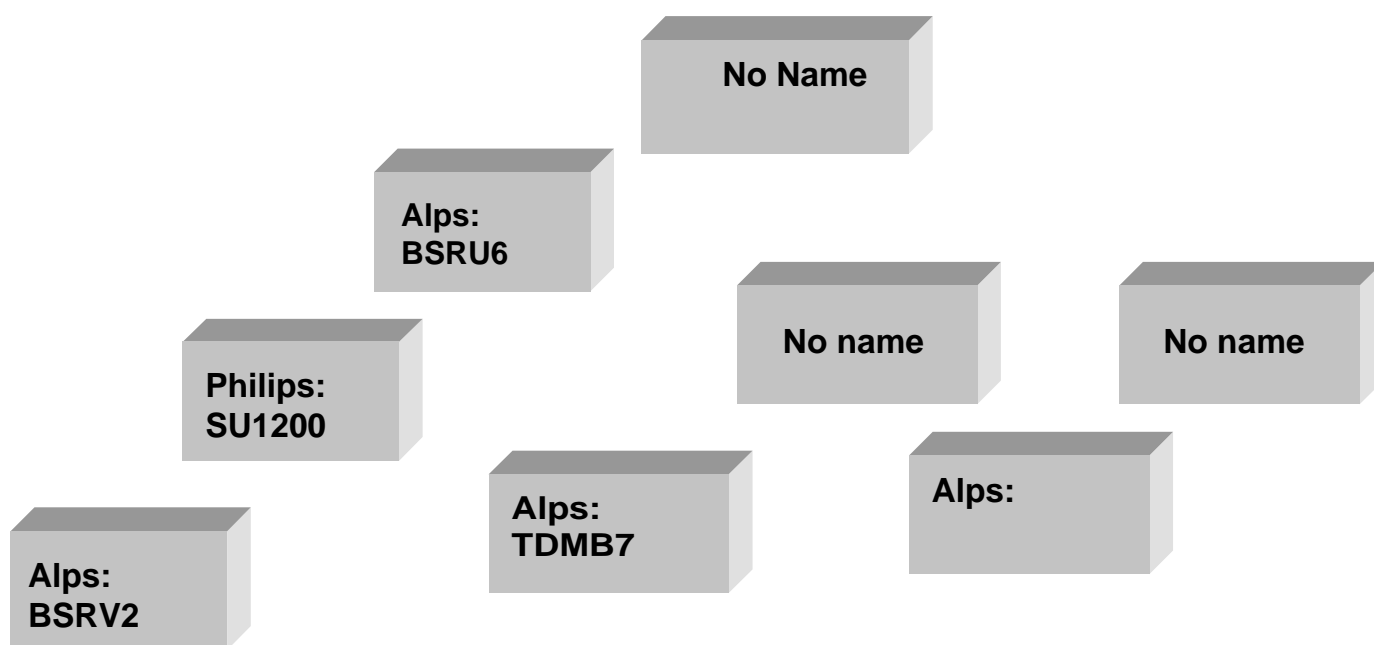 No Name
Alps:
BSRU6
No name
No name
Philips:
SU1200
Alps:
Alps:
TDMB7
Alps:
BSRV2